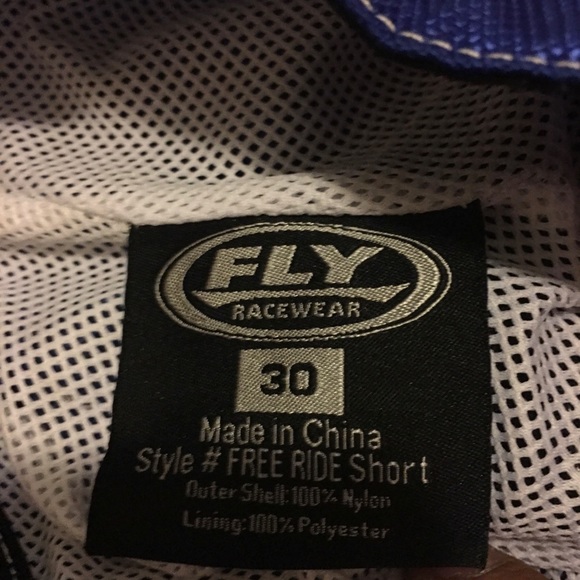 FLY
RACEWEAR
30
Made in China
Style # FREE RIDE Short
Outer Shell:100% Nylon
Lining:100% Polyester